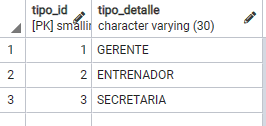 tipo_id tipo_detalle
[PK] smallin character varying (30)
1 1 GERENTE
2 2 ENTRENADOR
3 3 SECRETARIA